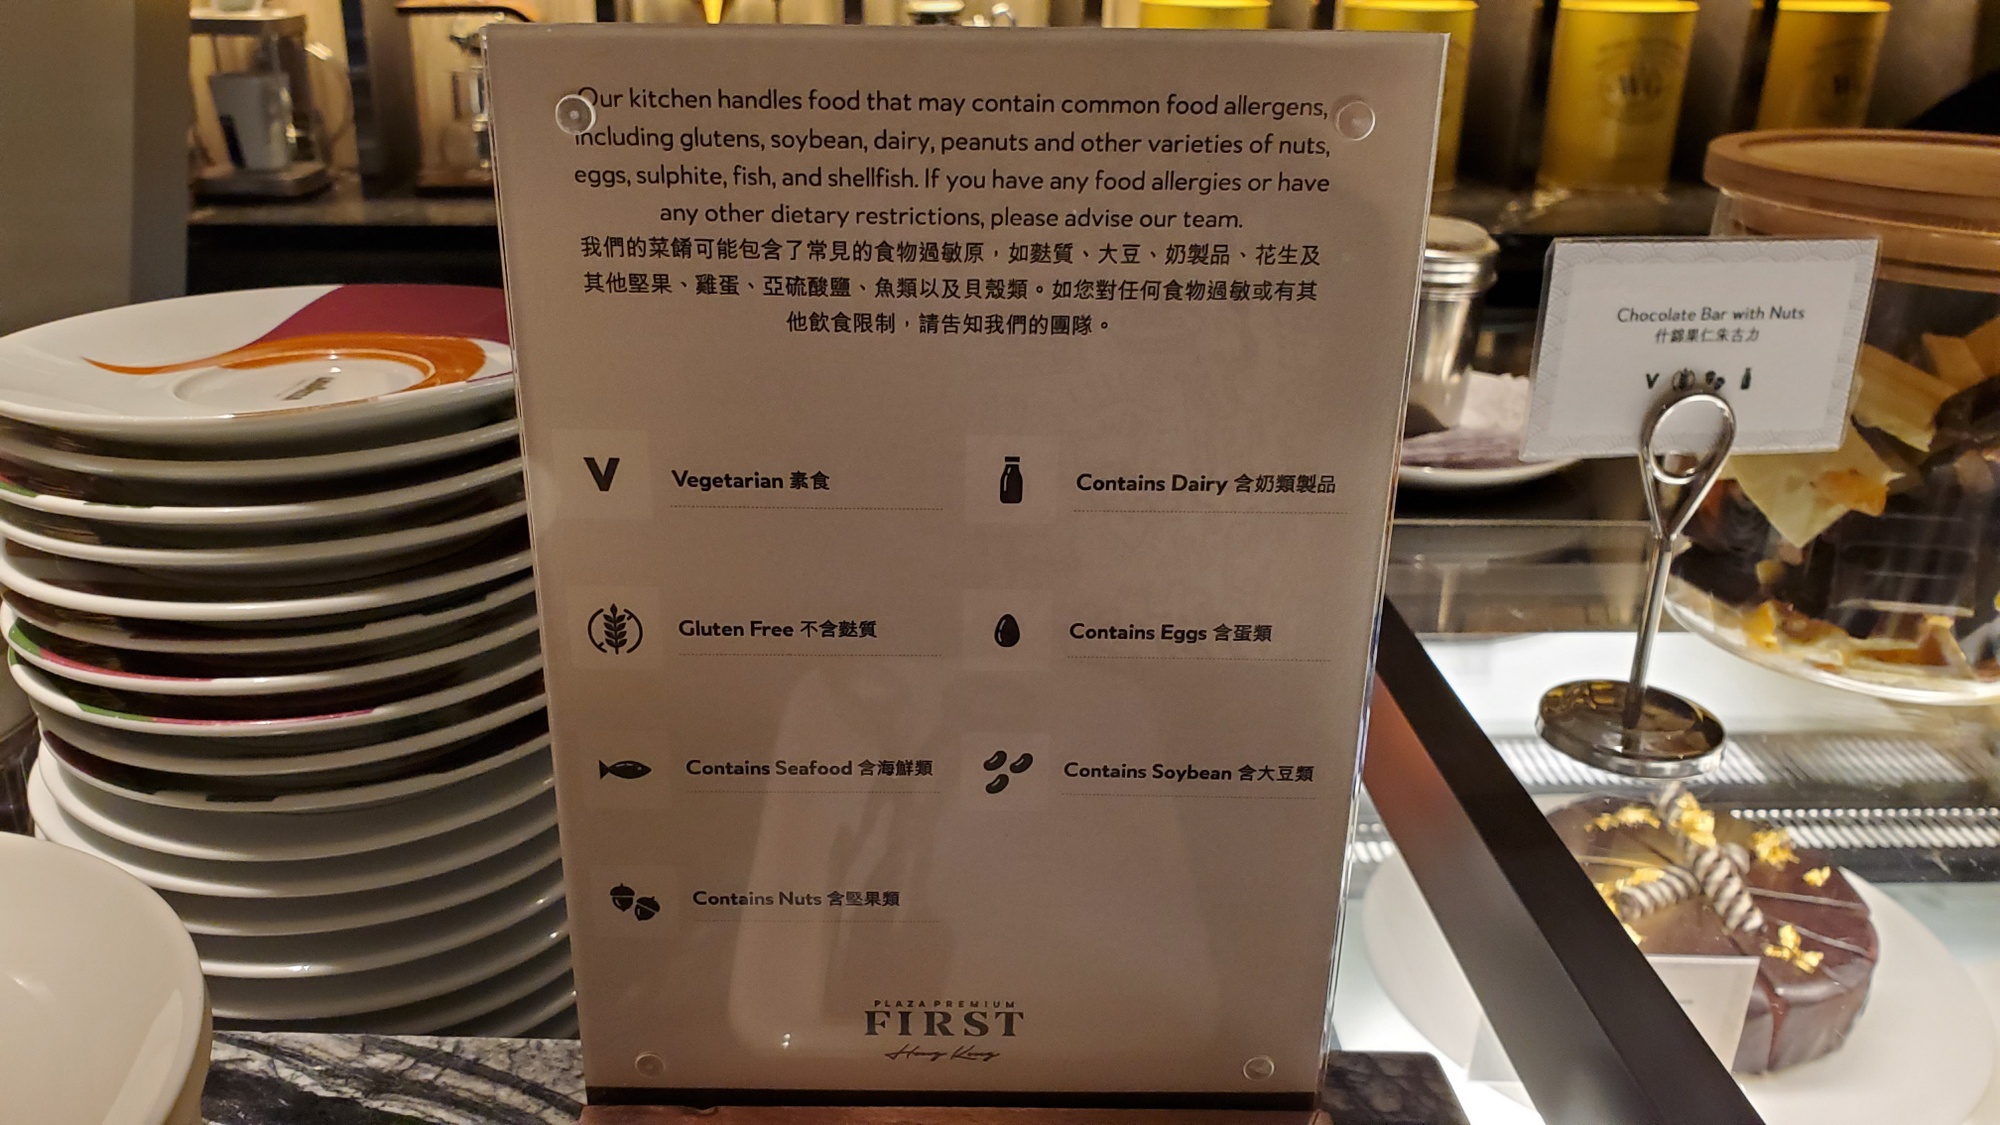 Our kitchen handles food that may contain common food allergens,
including glutens, soybean, dairy, peanuts and other varieties of nuts,
eggs, sulphite, fish, and shellfish. If you have any food allergies or have
any other dietary restrictions, please advise our team.
我們的菜餚可能包含了常見的食物過敏原，如麩質、大豆、奶製品、花生及
其他堅果、雞蛋、亞硫酸鹽、魚類以及貝殼類。如您對任何食物過敏或有其
他飲食限制，請告知我們的團隊。
V Vegetarian 素食
Contains Dairy 含奶類製品
Gluten Free 不含麩質
Contains Eggs 含蛋類
Contains Seafood 含海鮮類
Contains Soybean 含大豆類
Contains Nuts 含堅果類
PLAZA PREMIUM
FIRST
Hong Kong
Chocolate Bar with Nuts
什錦果仁朱古力
V